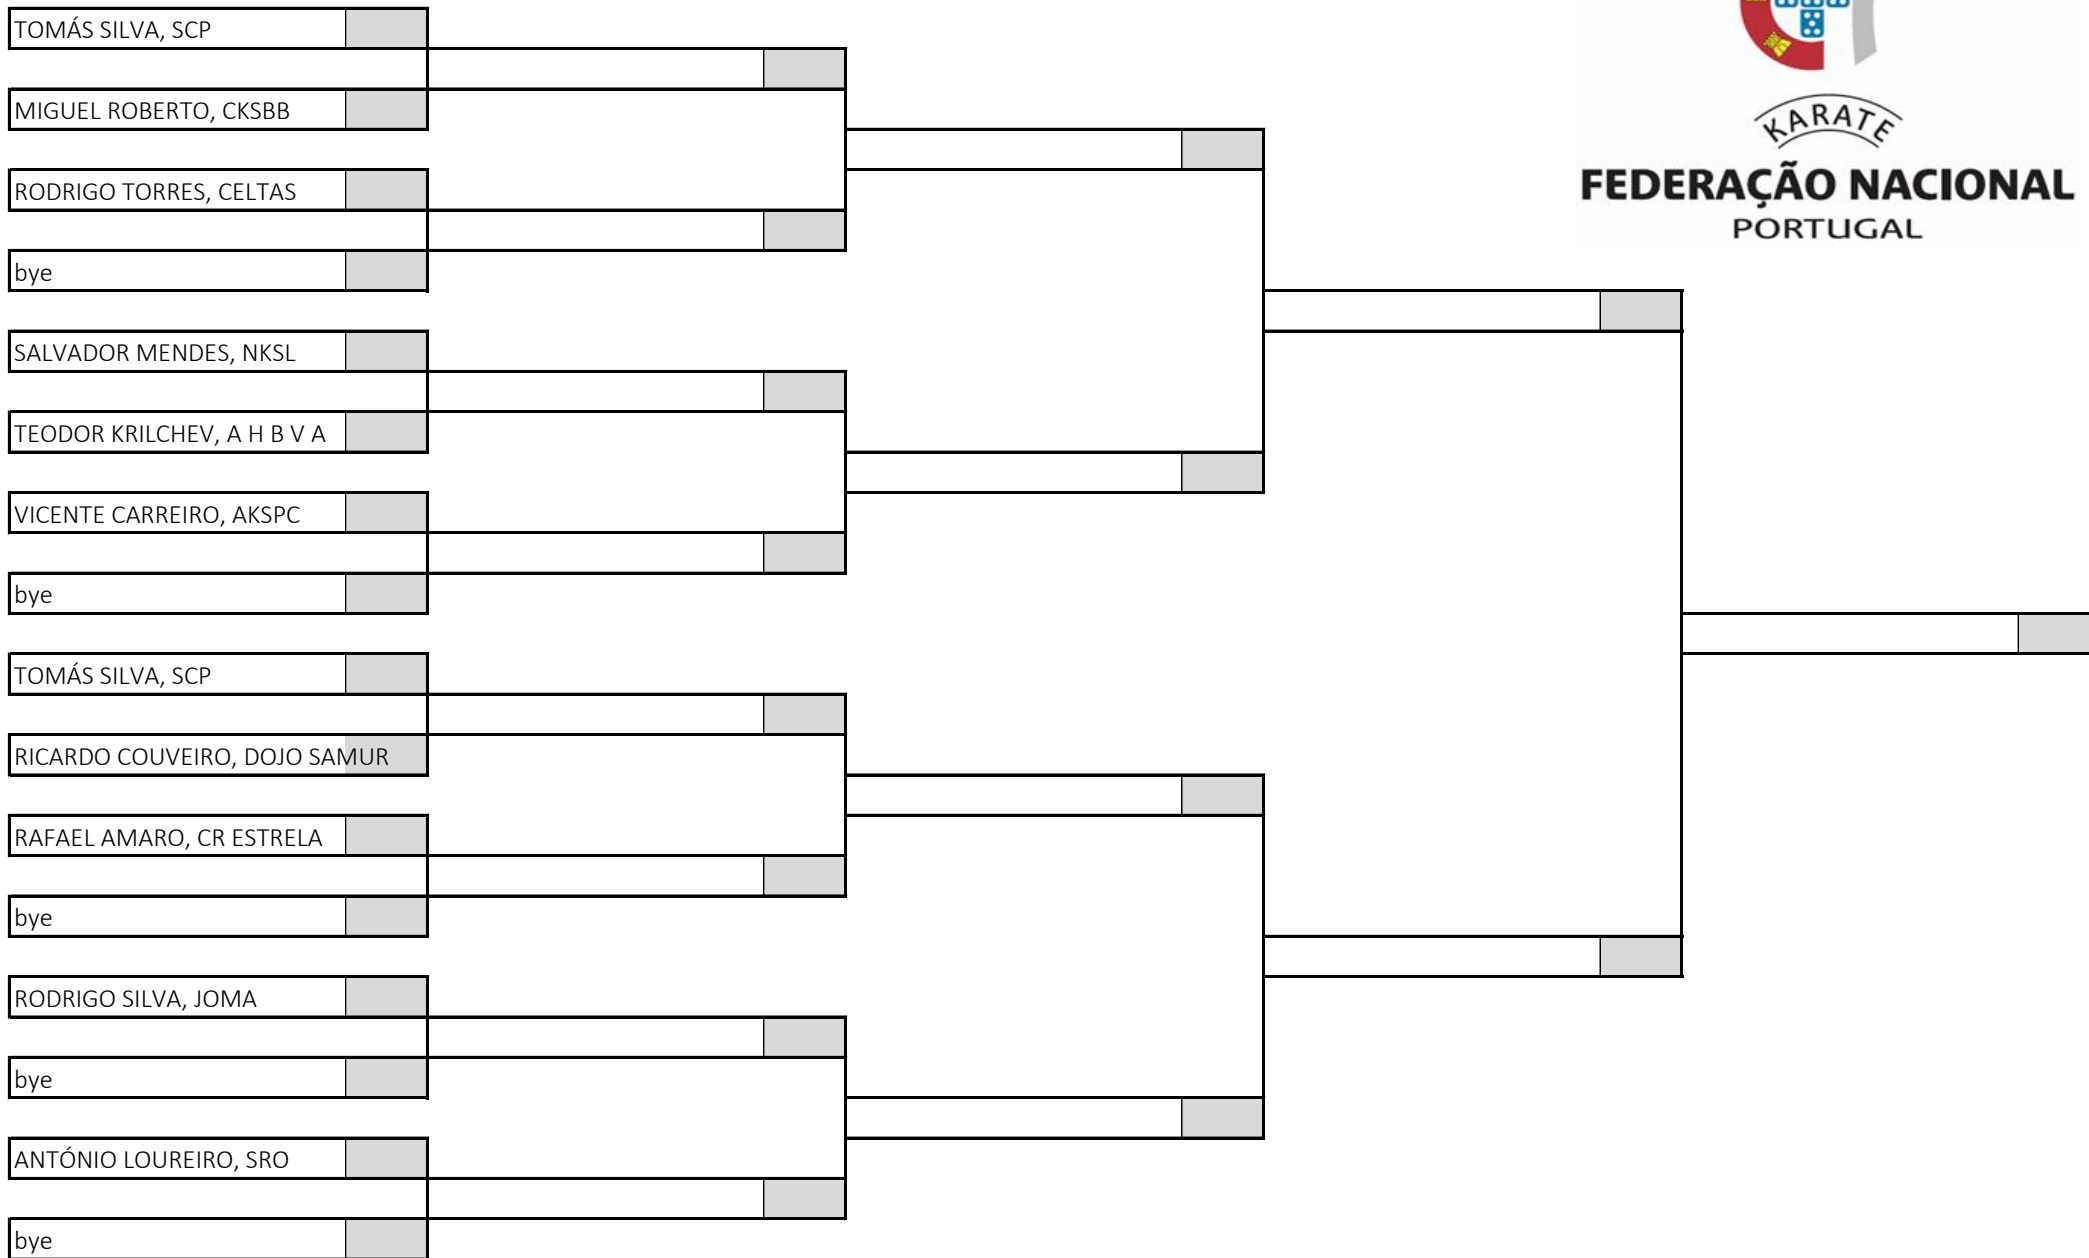 TOMÁS SILVA, SCP
MIGUEL ROBERTO, CKSBB
RODRIGO TORRES, CELTAS
bye
SALVADOR MENDES, NKSL
TEODOR KRILCHEV, A H B V A
VICENTE CARREIRO, AKSPC
bye
TOMÁS SILVA, SCP
RICARDO COUVEIRO, DOJO SAMUR
RAFAEL AMARO, CR ESTRELA
bye
RODRIGO SILVA, JOMA
bye
ANTÓNIO LOUREIRO, SRO
bye
KARATE
FEDERAÇÃO NACIONAL
PORTUGAL